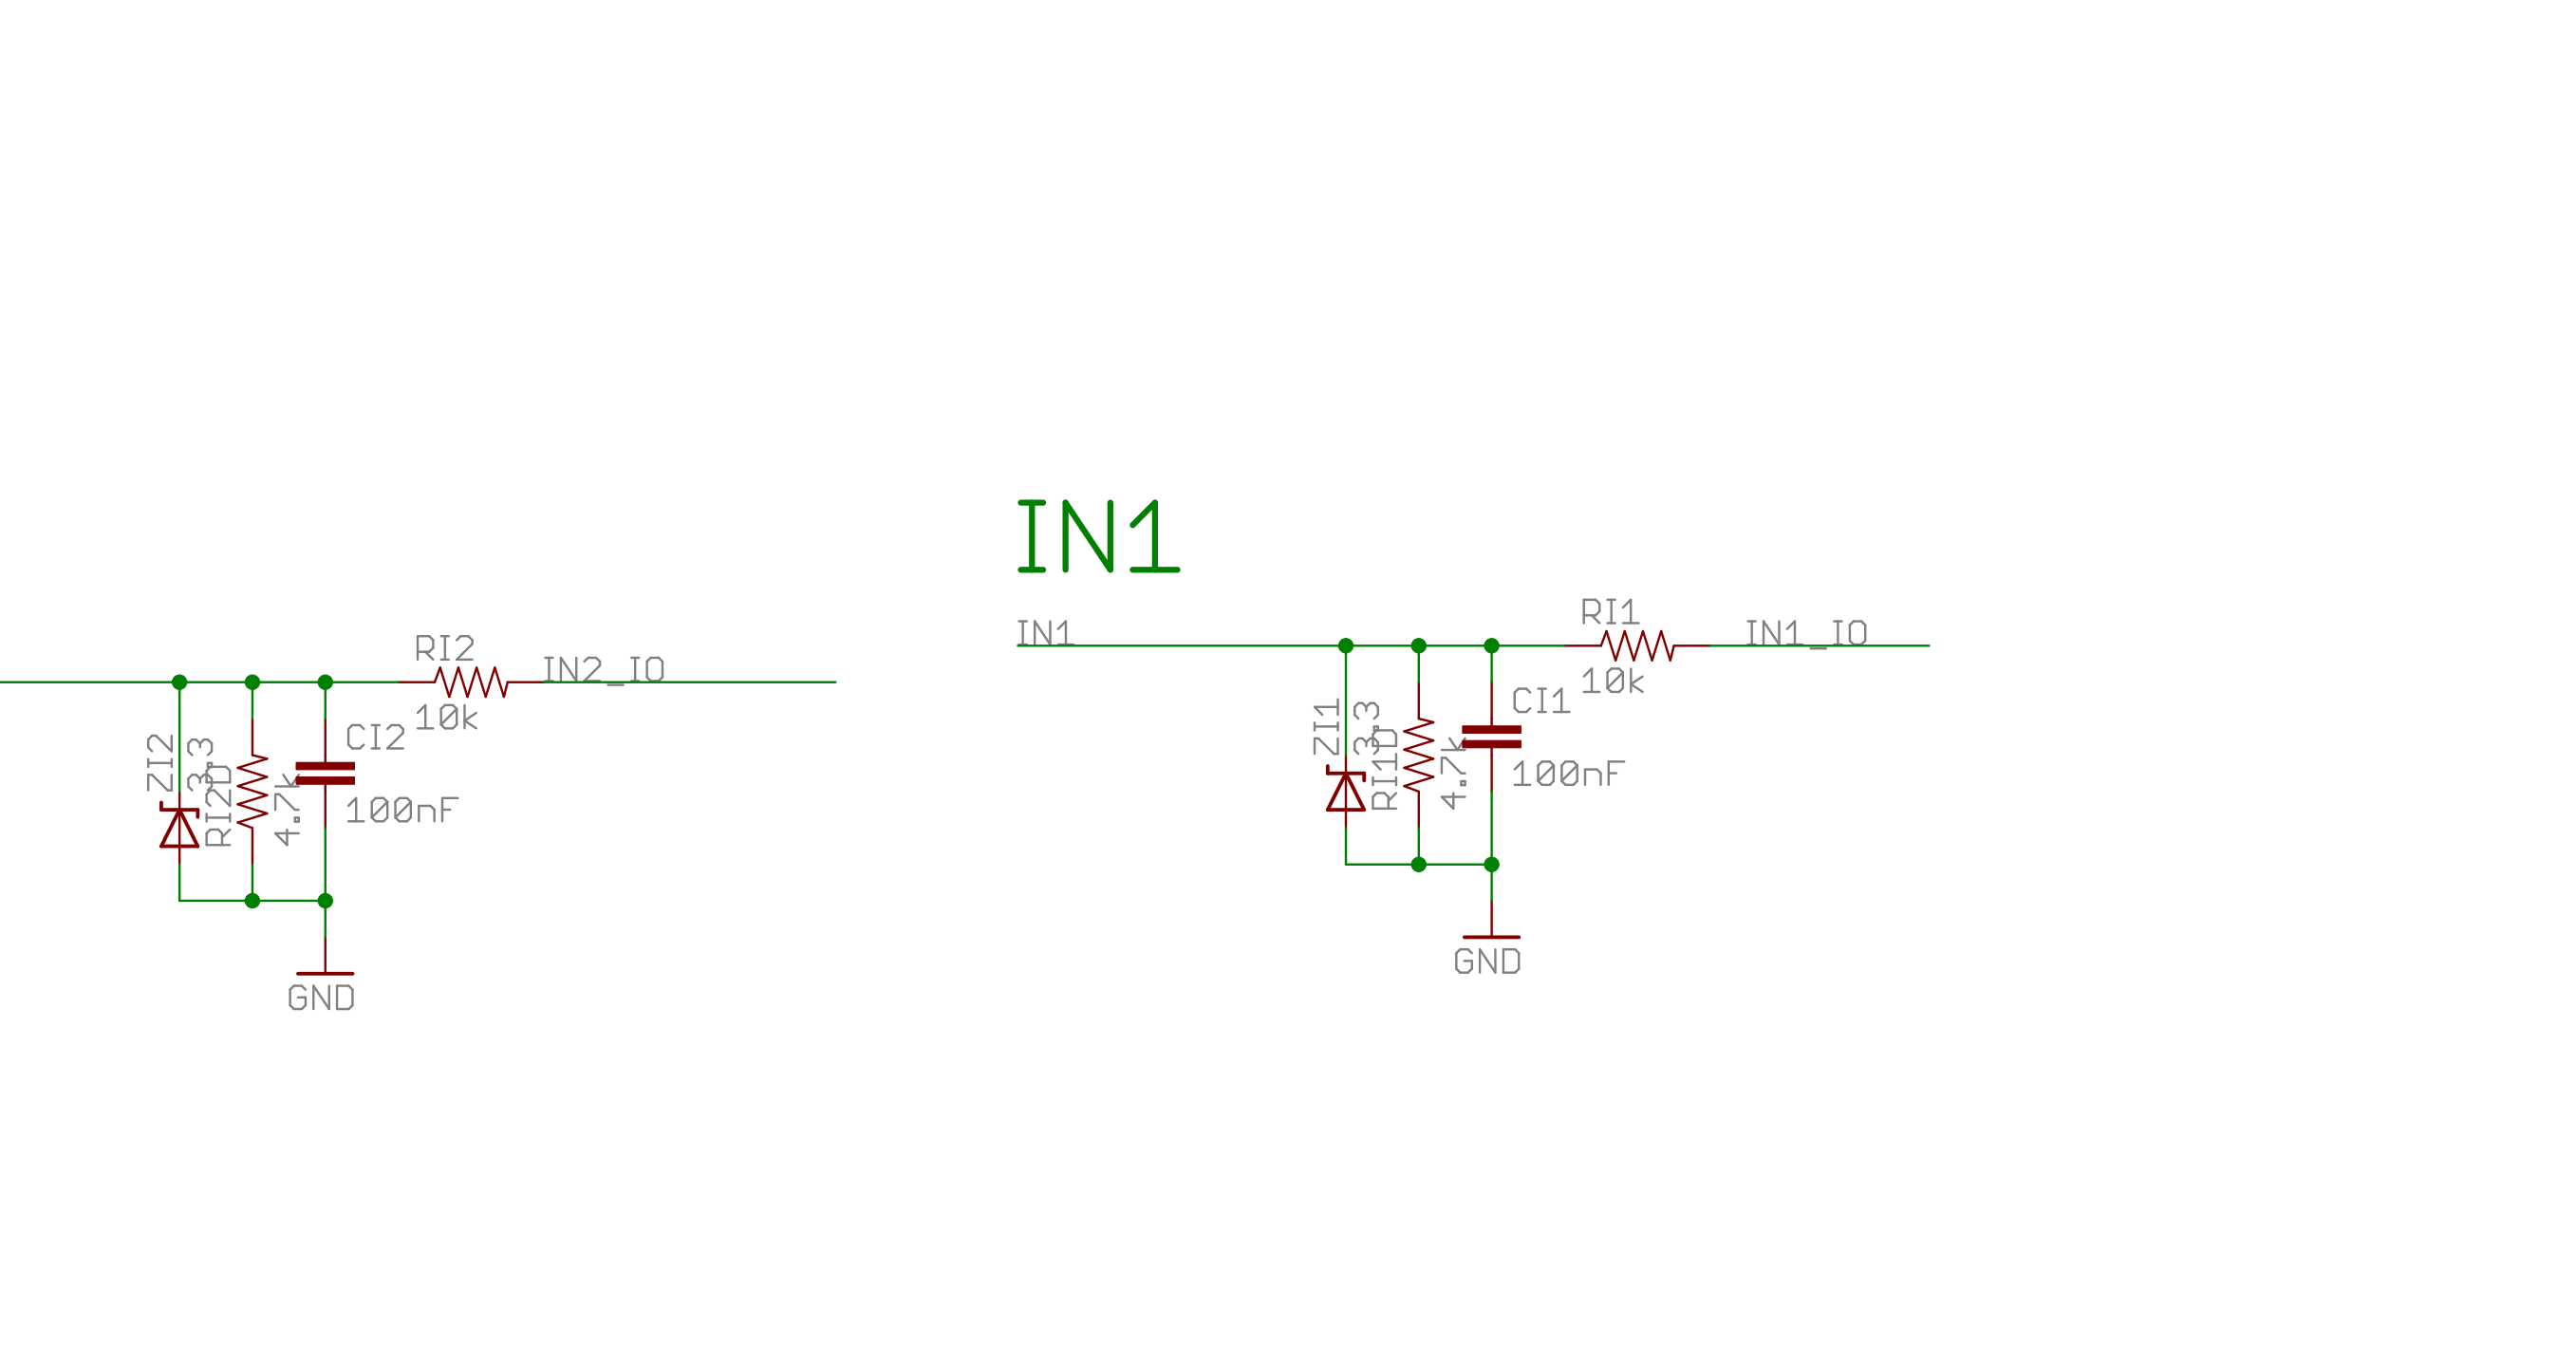 RI2
IN2_IO
10k
CI2
ZI2
3.3
RI2D
4.7k
100nF
GND
IN1
IN1
RI1
IN1_IO
10k
CI1
ZI1
3.3
RI1D
4.7k
100nF
GND